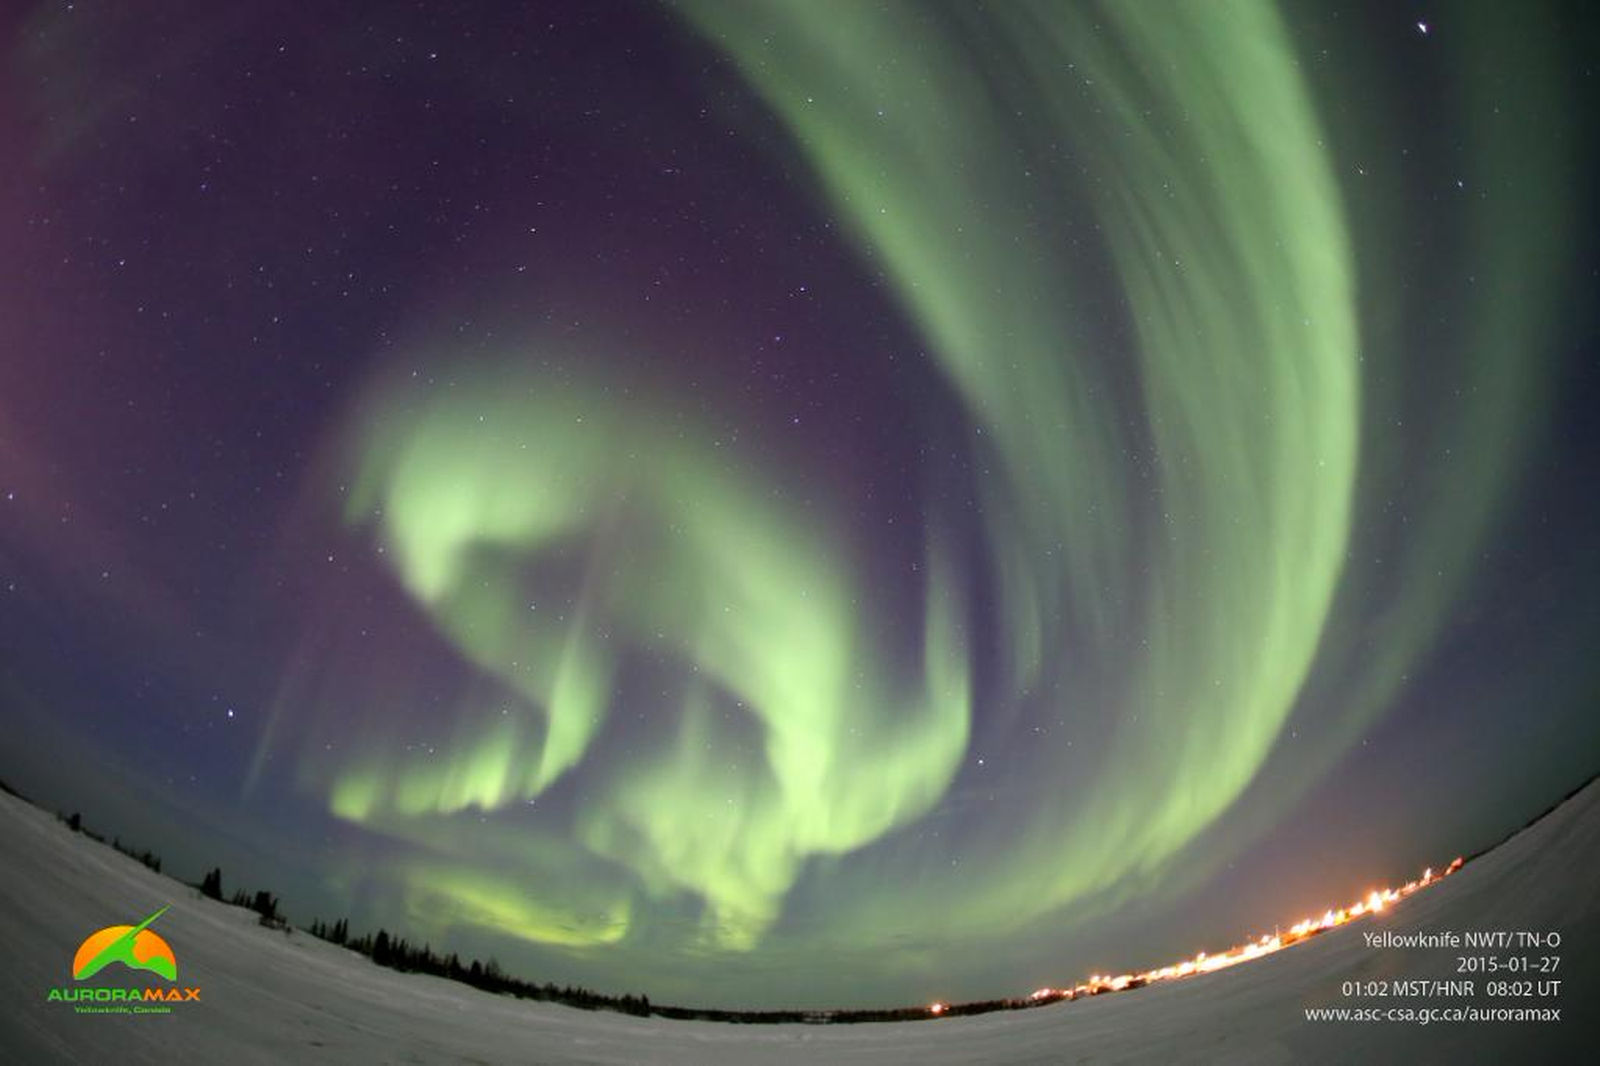 AURORAMAX
Yellowknife, Canada
Yellowknife NWT/ TN-O
2015–01–27
01:02 MST/HNR 08:02 UT
www.asc-csa.gc.ca/auroramax